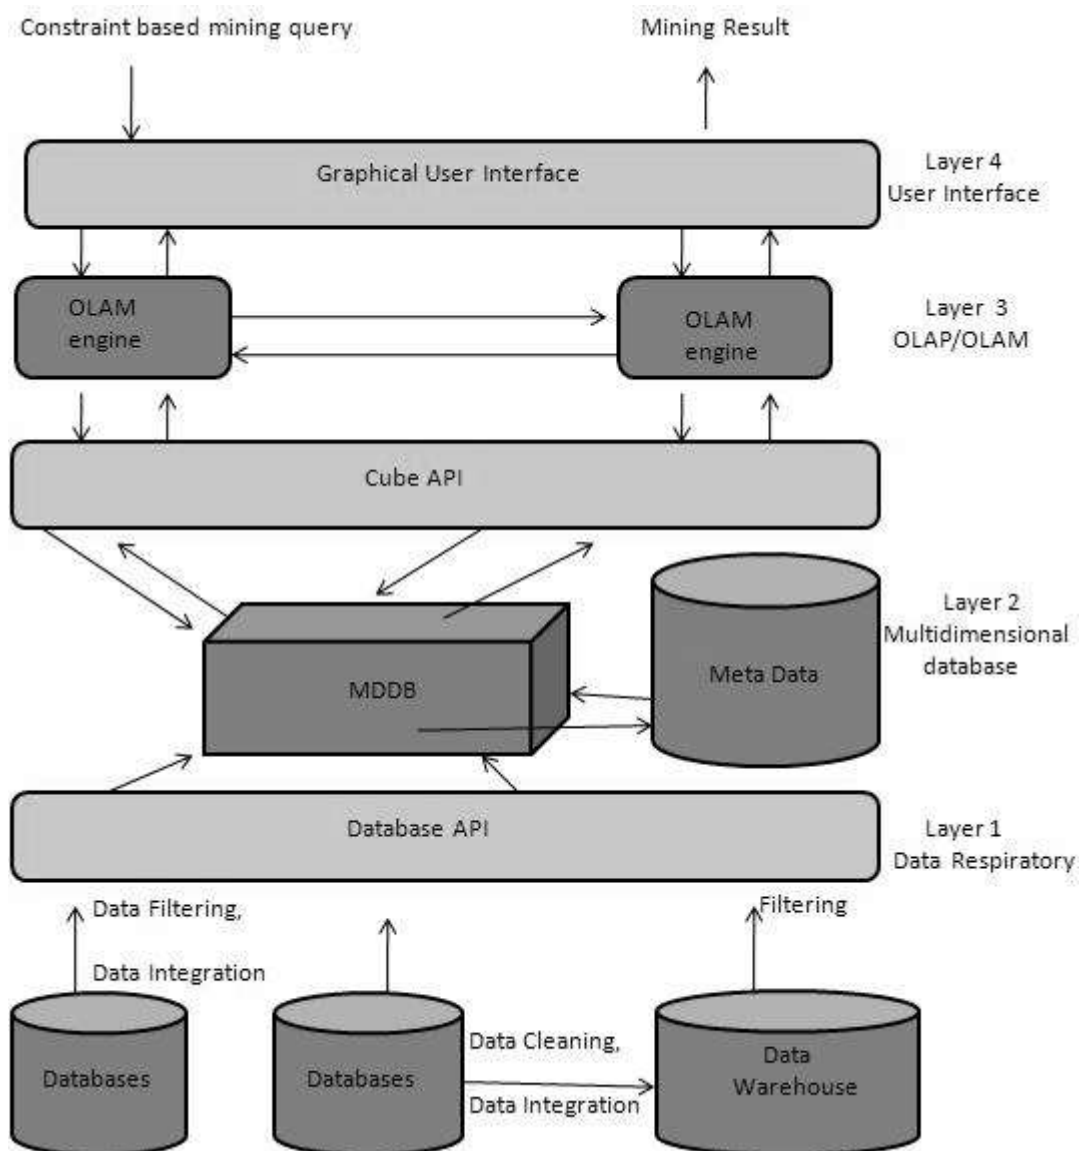 Constraint based mining query
Mining Result
Graphical User Interface
Layer 4
User Interface
OLAM
engine
OLAM
engine
Layer 3
OLAP/OLAM
Cube API
Layer 2
Multidimensional
database
MDDB
Meta Data
Database API
Layer 1
Data Respiratory
Data Filtering,
Data Integration
Filtering
Databases
Databases
Data Cleaning,
Data Integration
Data
Warehouse